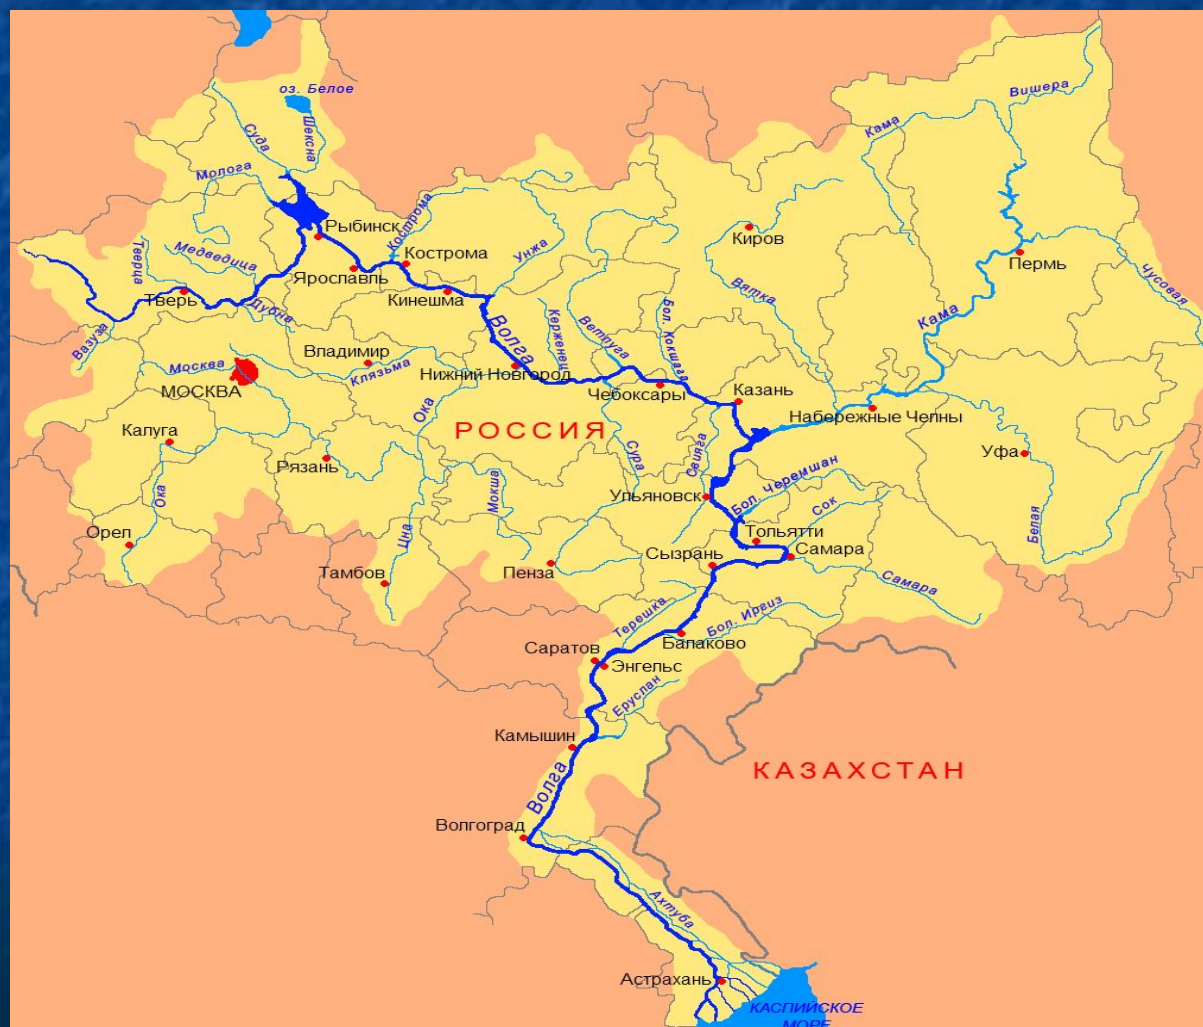 оз. Белое
Вишера
Кама
Суда
Шексна
Молога
Кострома
Рыбинск
Киров
Тверца
Медведица
Унжа
Кострома
Пермь
Ярославль
Чусовая
Тверь
Кинешма
Вятка
Дубна
Кама
Вазуза
Волга
Керженец
Ветлуга
Бол. Кокшага
Владимир
Москва
Клязьма
Нижний Новгород
МОСКВА
Чебоксары
Казань
Набережные Челны
Ока
Калуга
РОССИЯ
Уфа
Рязань
Сура
Свияга
Мокша
Ульяновск
Бол. Черемшан
Ока
Сок
Белая
Орел
Цна
Тольятти
Сызрань
Самара
Тамбов
Пенза
Самара
Терешка
Бол. Иргиз
Балаково
Саратов
Энгельс
Еруслан
Камышин
КАЗАХСТАН
Волга
Волгоград
Ахтуба
Астрахань
КАСПИЙСКОЕ
МОРЕ